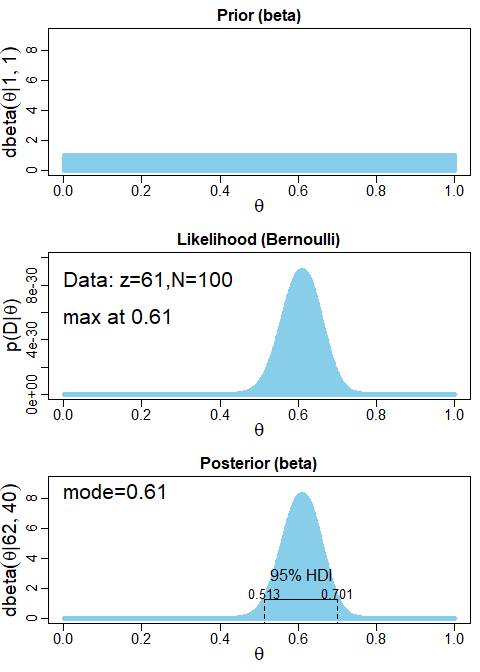 Prior (beta)
dbeta(θ|1, 1)
0 2 4 6 8
0.0 0.2 0.4 0.6 0.8 1.0
θ
Likelihood (Bernoulli)
Data: z=61,N=100
max at 0.61
p(D|θ)
0e+00 4e-30 8e-30
0.0 0.2 0.4 0.6 0.8 1.0
θ
Posterior (beta)
mode=0.61
dbeta(θ|62, 40)
0 2 4 6 8
95% HDI
0.513 0.701
0.0 0.2 0.4 0.6 0.8 1.0
θ